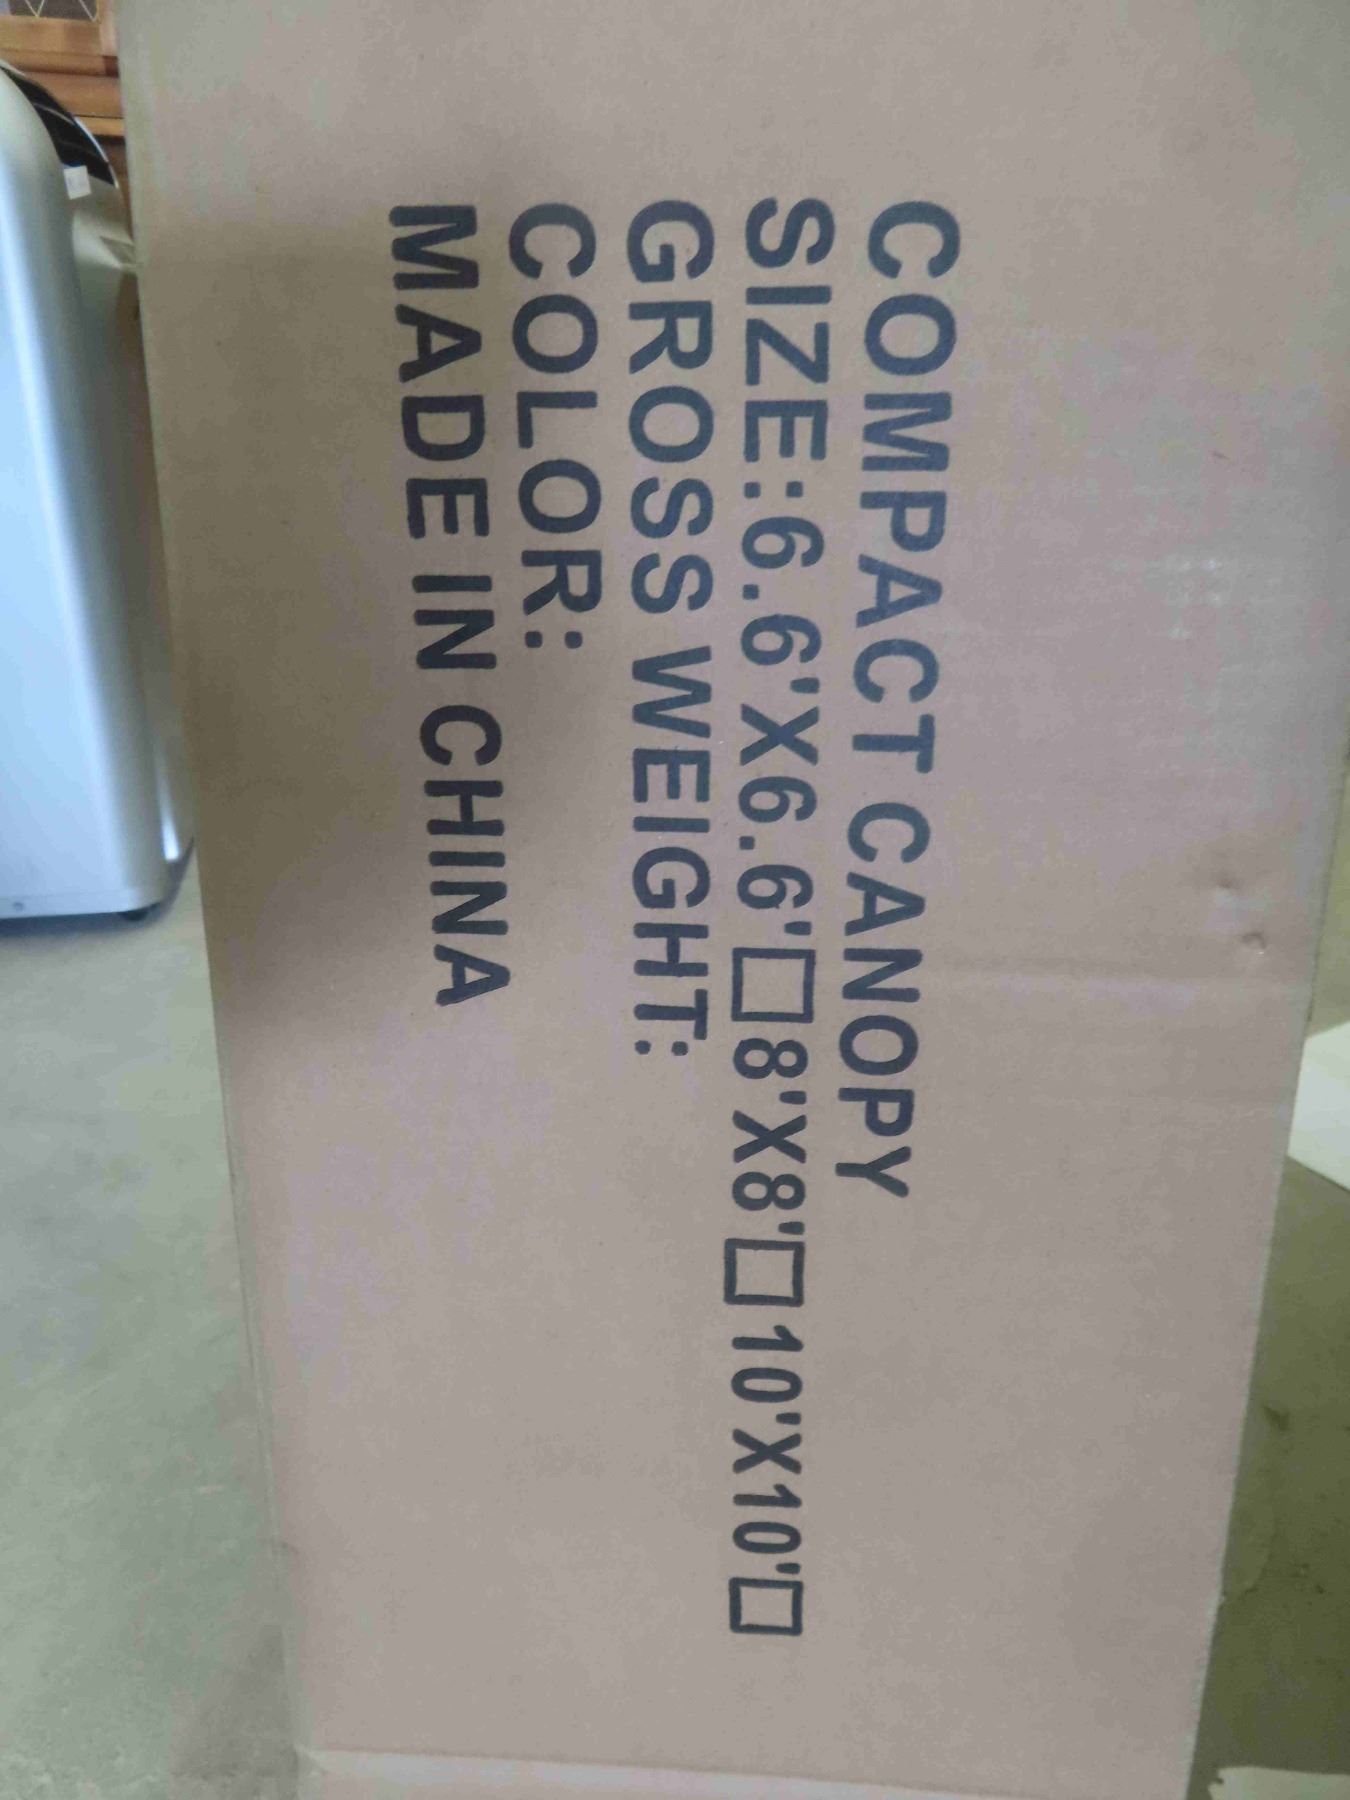 COMPACT CANOPY
SIZE:6.6'X6.6'□8'X8'□10'X10'□
GROSS WEIGHT:
COLOR:
MADE IN CHINA